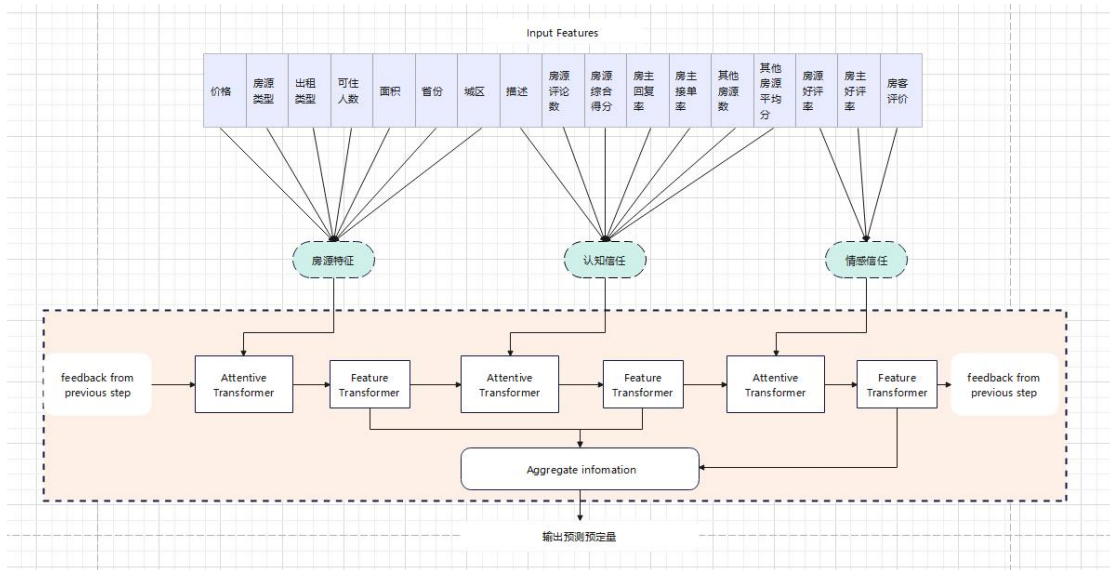 Input Features
价格
房源
类型
出租
类型
可住
人数
面积
省份
城区
描述
房源
评论
数
房源
综合
得分
房主
回复
率
房主
接单
率
其他
房源
数
其他
房源
平均
分
房源
好评
率
房主
好评
率
房客
评价
房源特征
认知信任
情感信任
feedback from
previous step
Attentive
Transformer
Feature
Transformer
Attentive
Transformer
Feature
Transformer
Attentive
Transformer
Feature
Transformer
feedback from
previous step
Aggregate infomation
输出预测预定量